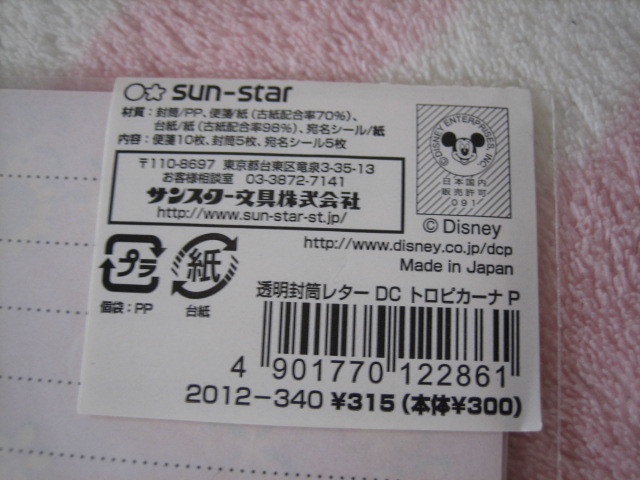 sun-star
材質：封筒/PP、便箋/紙(古紙配合率70%)、
台紙/紙(古紙配合率98%)、宛名シール/紙
内容：便箋10枚、封筒5枚、宛名シール5枚
〒110-8697 東京都台東区竜泉3-35-13
お客様相談室 03-3872-7141
サンスター文具株式会社
http://www.sun-star-st.jp/
©DISNEY ENTERPRISES, INC.
日本国内
販売許可
091
© Disney
http://www.disney.co.jp/dcp
Made in Japan
プラ
紙
個袋：PP
台紙
透明封筒レター DC トロピカーナ P
4 901770 122861
2012-340 ¥315(本体¥300)